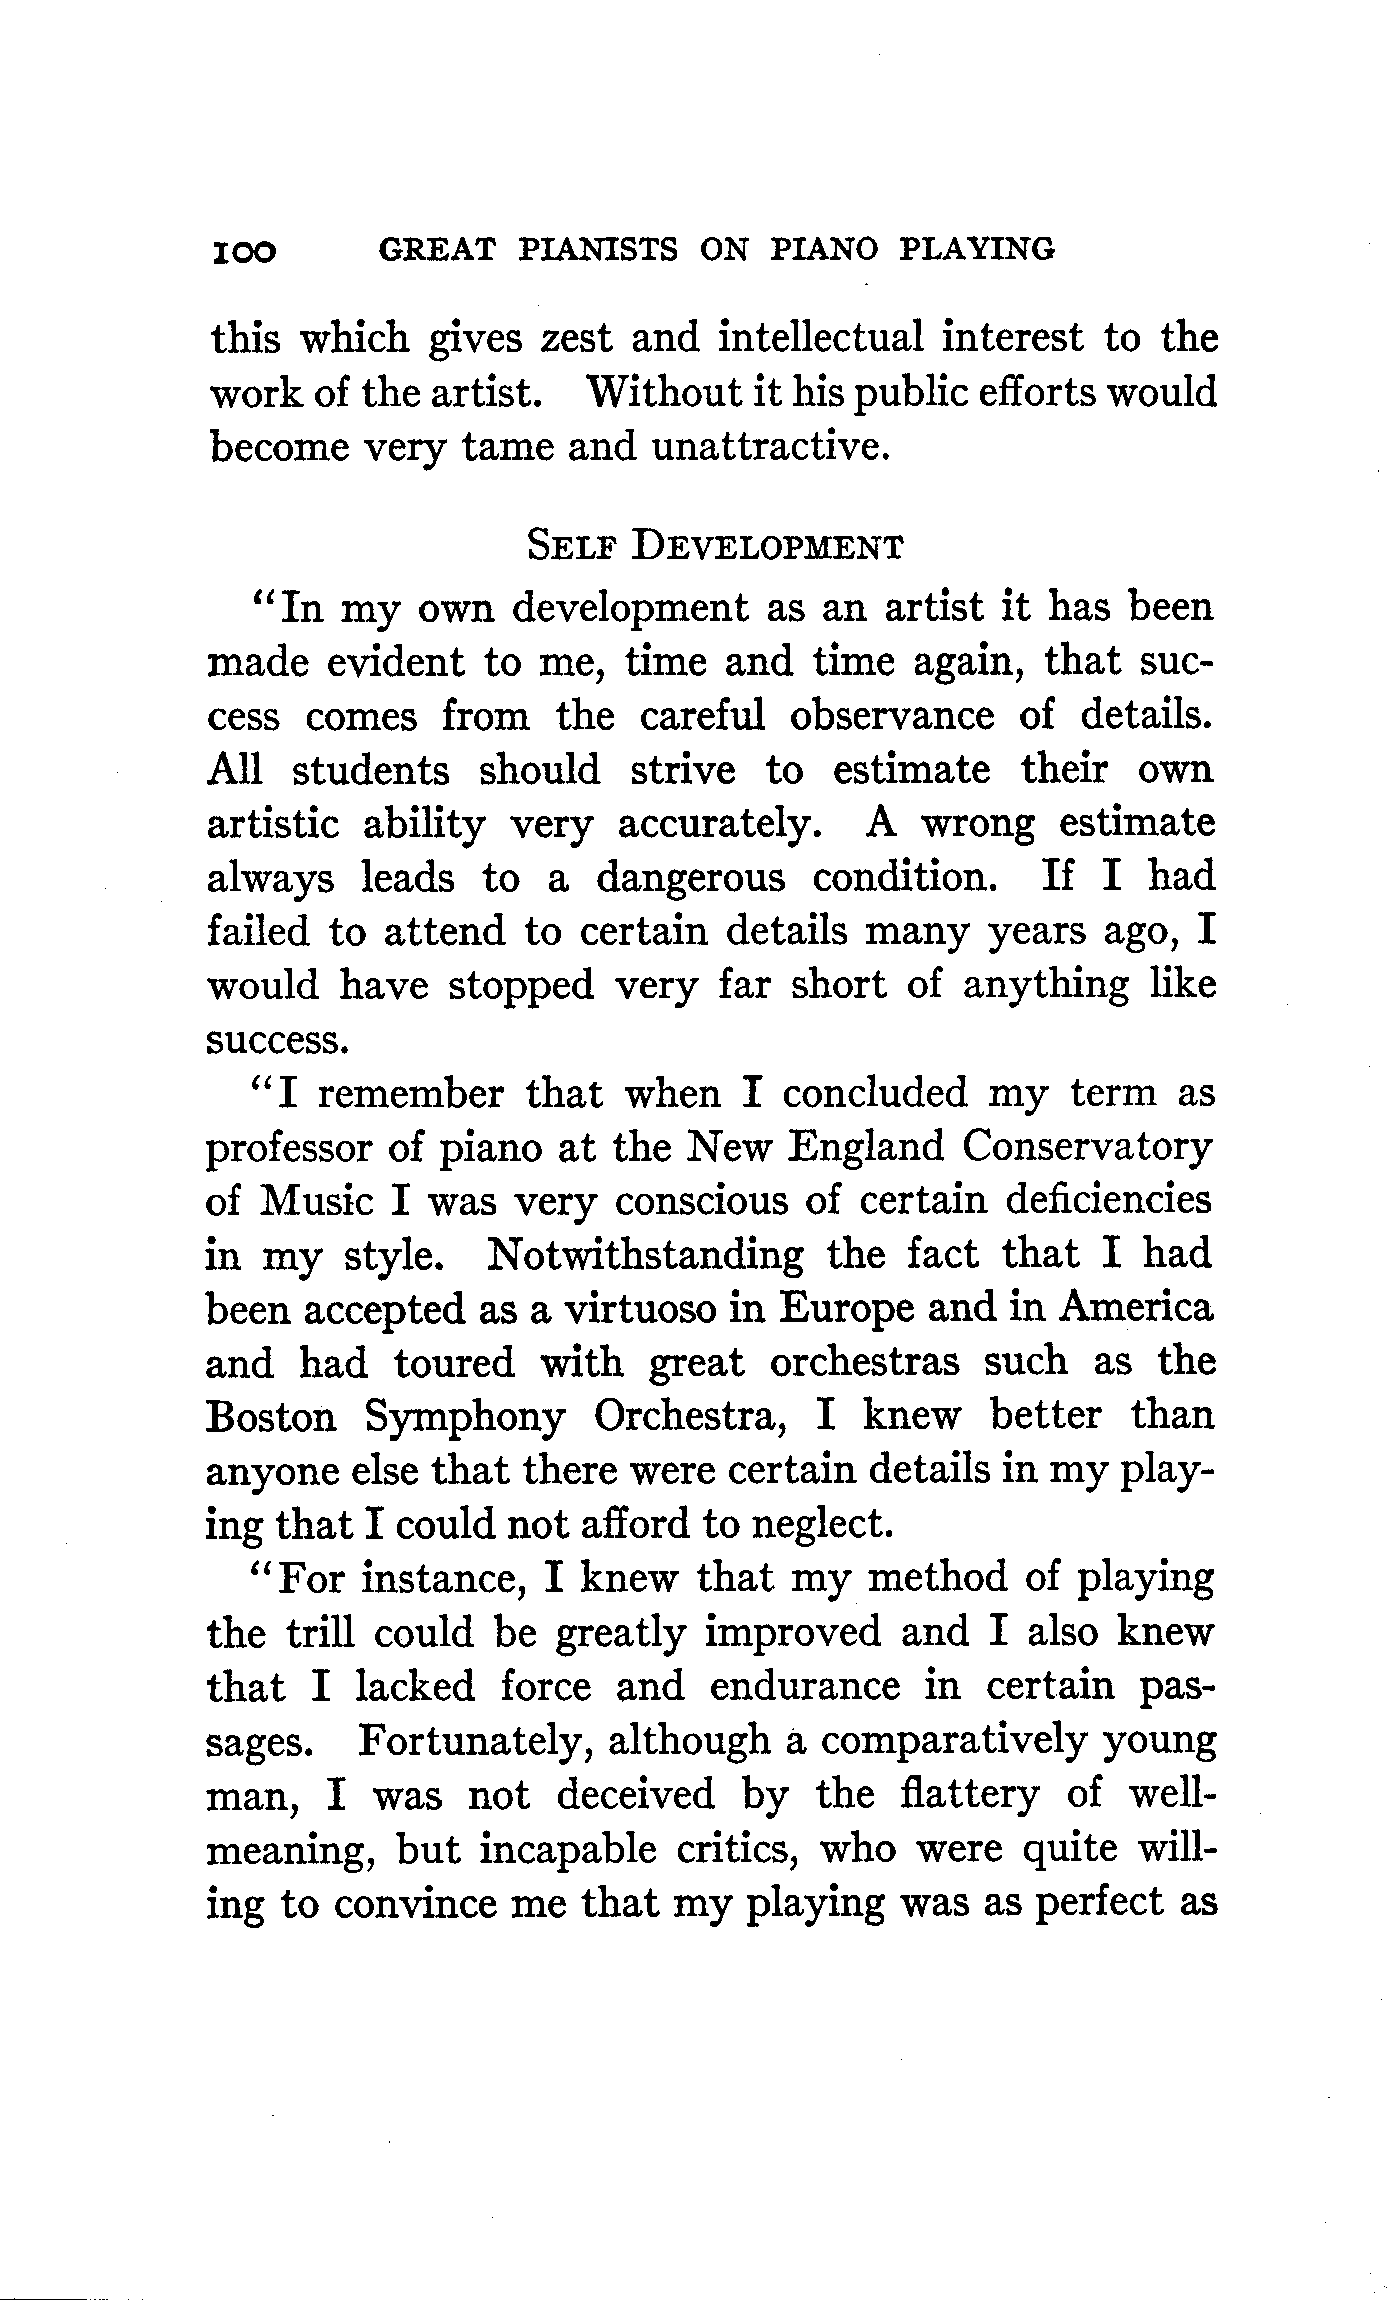 100 GREAT PIANISTS ON PIANO PLAYING
this which gives zest and intellectual interest to the
work of the artist. Without it his public efforts would
become very tame and unattractive.
SELF DEVELOPMENT
"In my own development as an artist it has been
made evident to me, time and time again, that suc-
cess comes from the careful observance of details.
All students should strive to estimate their own
artistic ability very accurately. A wrong estimate
always leads to a dangerous condition. If I had
failed to attend to certain details many years ago, I
would have stopped very far short of anything like
success.
"I remember that when I concluded my term as
professor of piano at the New England Conservatory
of Music I was very conscious of certain deficiencies
in my style. Notwithstanding the fact that I had
been accepted as a virtuoso in Europe and in America
and had toured with great orchestras such as the
Boston Symphony Orchestra, I knew better than
anyone else that there were certain details in my play-
ing that I could not afford to neglect.
"For instance, I knew that my method of playing
the trill could be greatly improved and I also knew
that I lacked force and endurance in certain pas-
sages. Fortunately, although a comparatively young
man, I was not deceived by the flattery of well-
meaning, but incapable critics, who were quite will-
ing to convince me that my playing was as perfect as